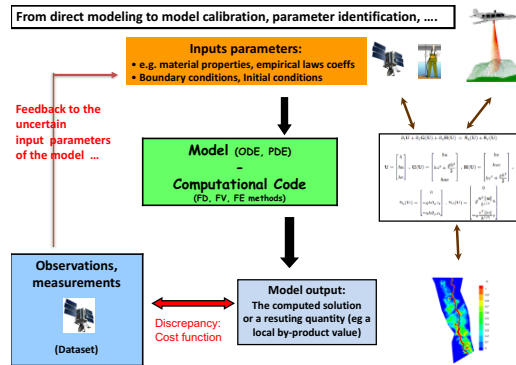 From direct modeling to model calibration, parameter identification, ....
Inputs parameters:
• e.g. material properties, empirical laws coeffs
• Boundary conditions, Initial conditions
Feedback to the
uncertain
input parameters
of the model ...
Model (ODE, PDE)
–
Computational Code
(FD, FV, FE methods)
Observations,
measurements
(Dataset)
Discrepancy:
Cost function
Model output:
The computed solution
or a resuting quantity (eg a
local by-product value)